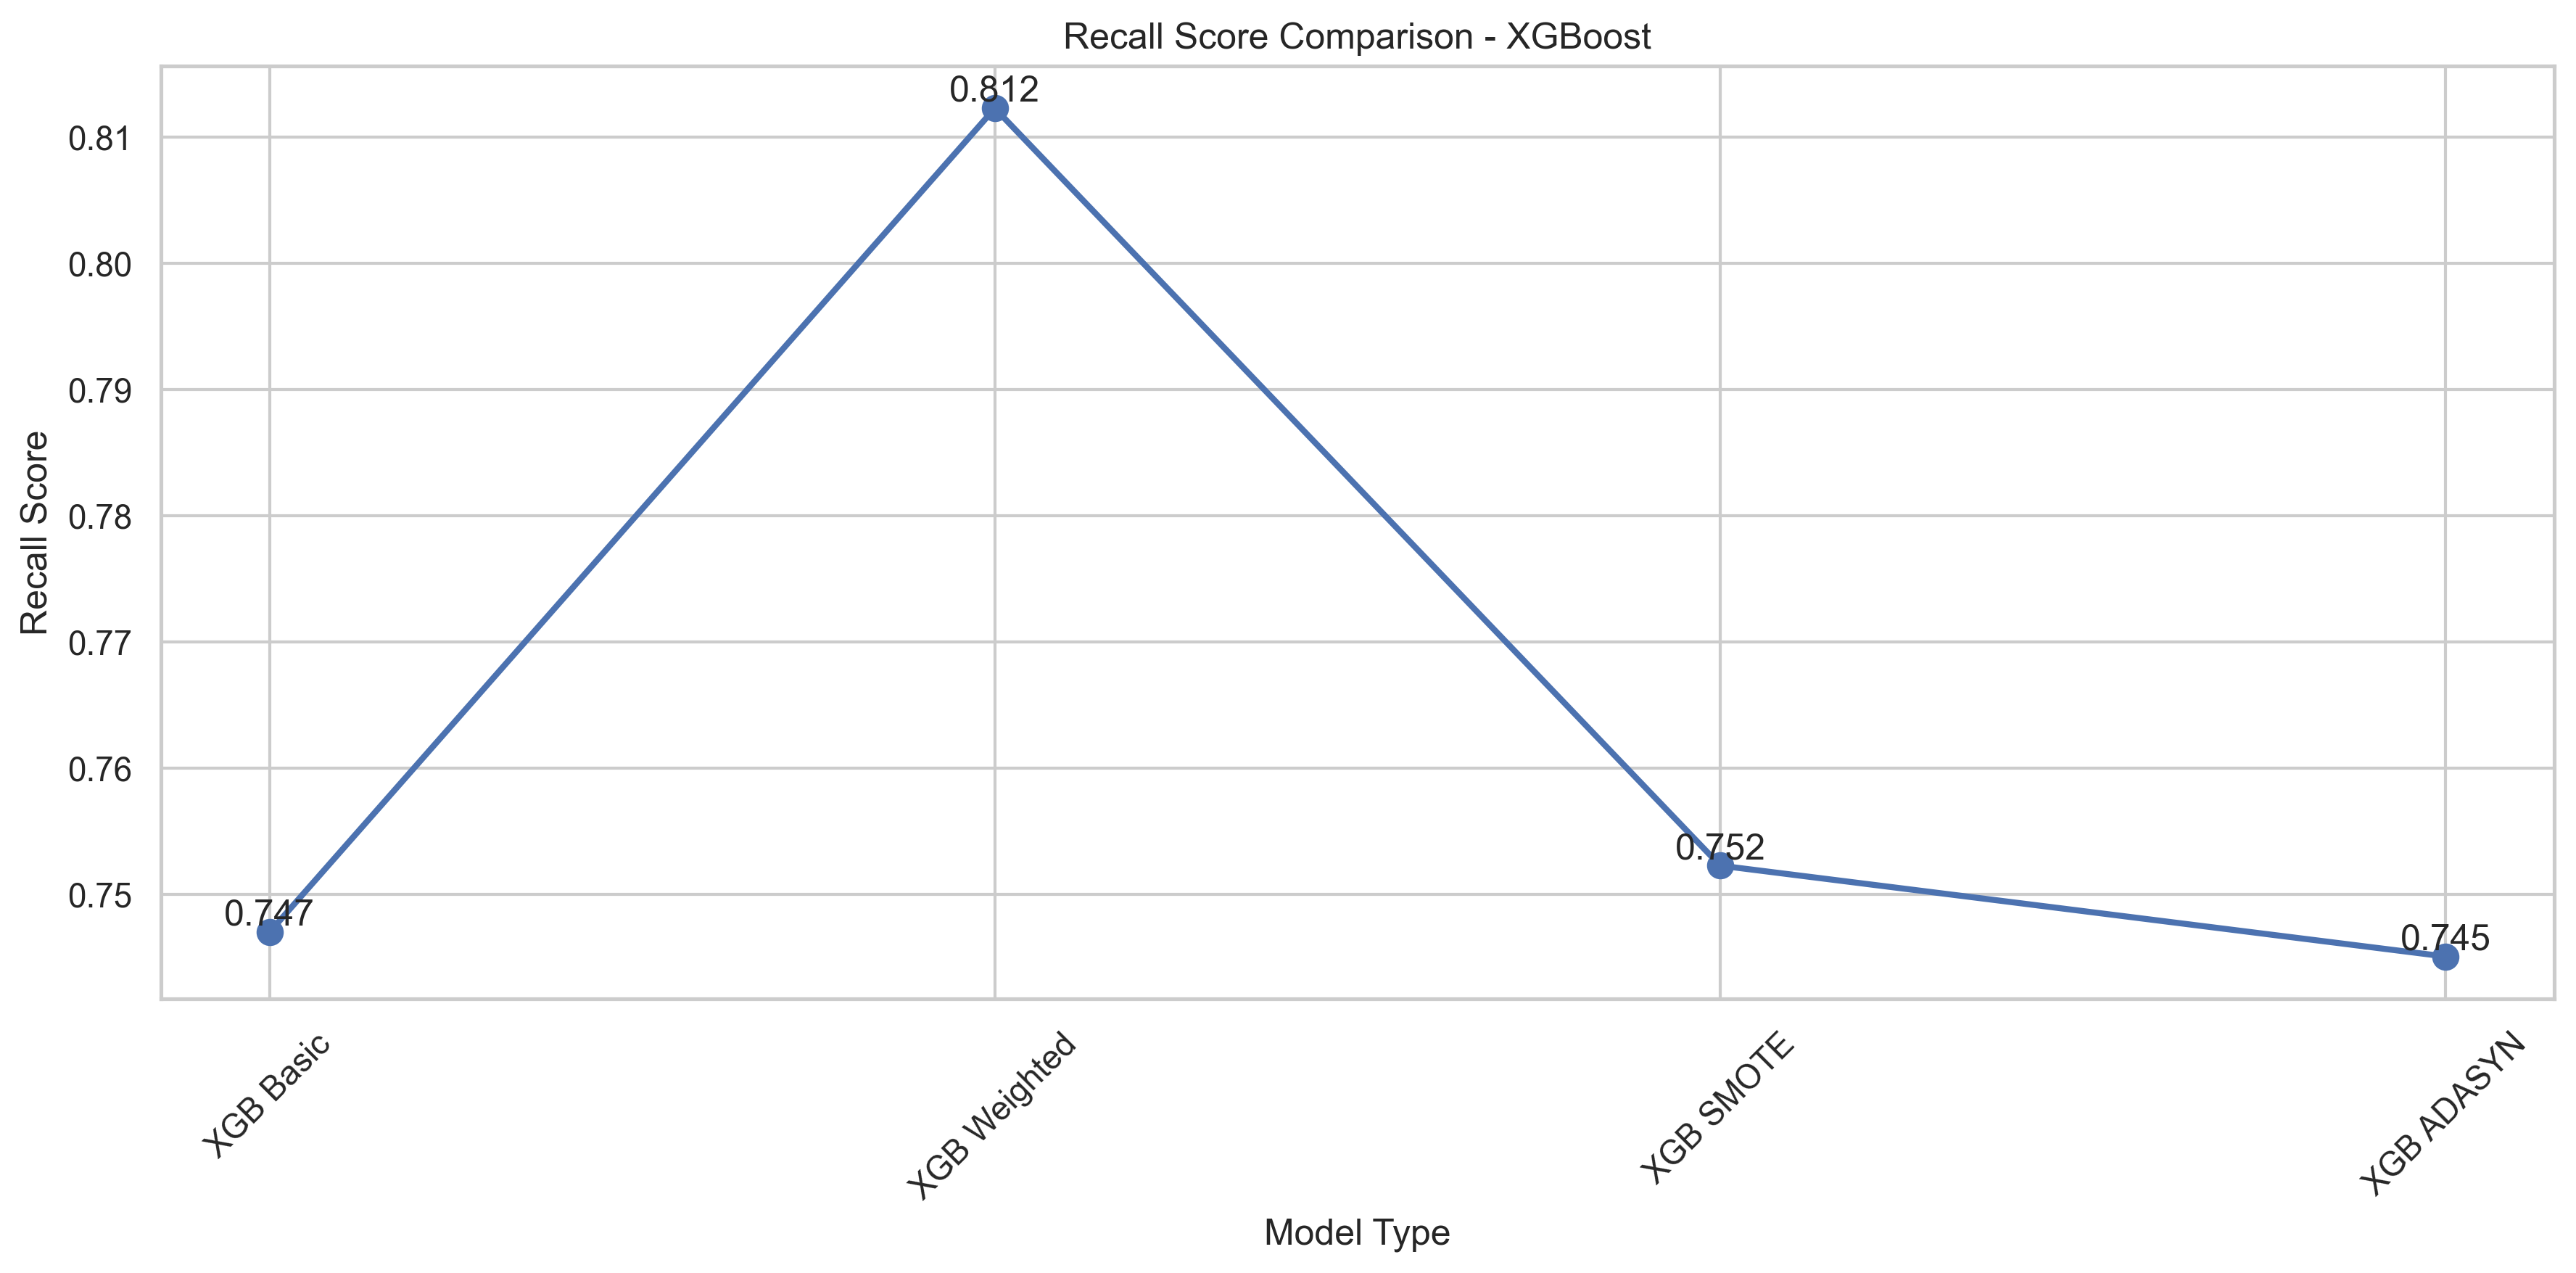 Recall Score Comparison - XGBoost
0.812
0.81
0.80
0.79
0.78
0.77
0.76
0.75
Recall Score
0.747
0.752
0.745
XGB Basic
XGB Weighted
XGB SMOTE
XGB ADASYN
Model Type